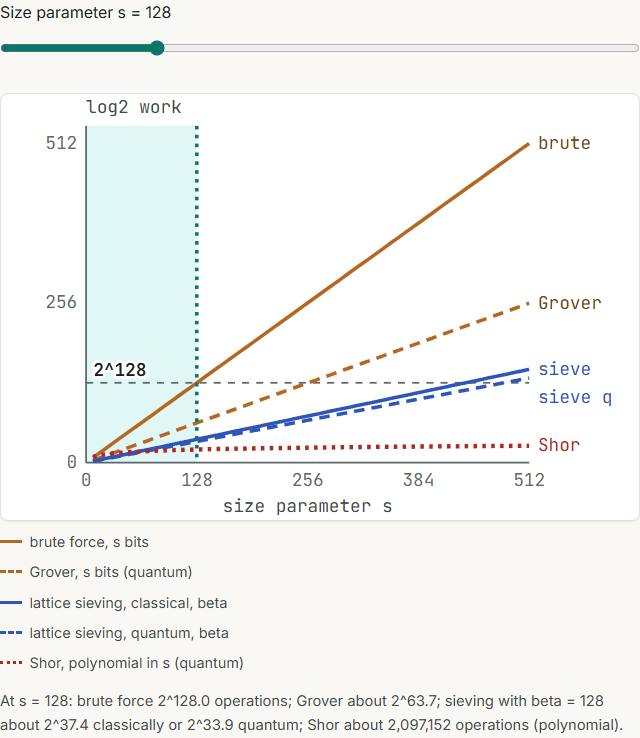 Size parameter s = 128
log2 work
512
brute
256
Grover
2^128
sieve
sieve q
Shor
0
0 128 256 384 512
size parameter s
brute force, s bits
Grover, s bits (quantum)
lattice sieving, classical, beta
lattice sieving, quantum, beta
Shor, polynomial in s (quantum)
At s = 128: brute force 2^128.0 operations; Grover about 2^63.7; sieving with beta = 128
about 2^37.4 classically or 2^33.9 quantum; Shor about 2,097,152 operations (polynomial).